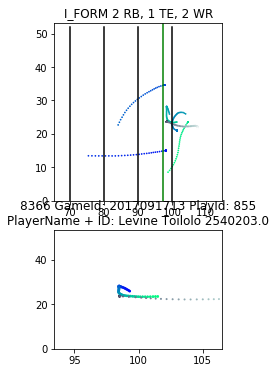 I_FORM 2 RB, 1 TE, 2 WR
50
40
30
20
10
0
70 80 90 100 110
8366 GameId: 2017091713 PlayId: 855
PlayerName + ID: Levine Toilolo 2540203.0
40
20
0
95 100 105